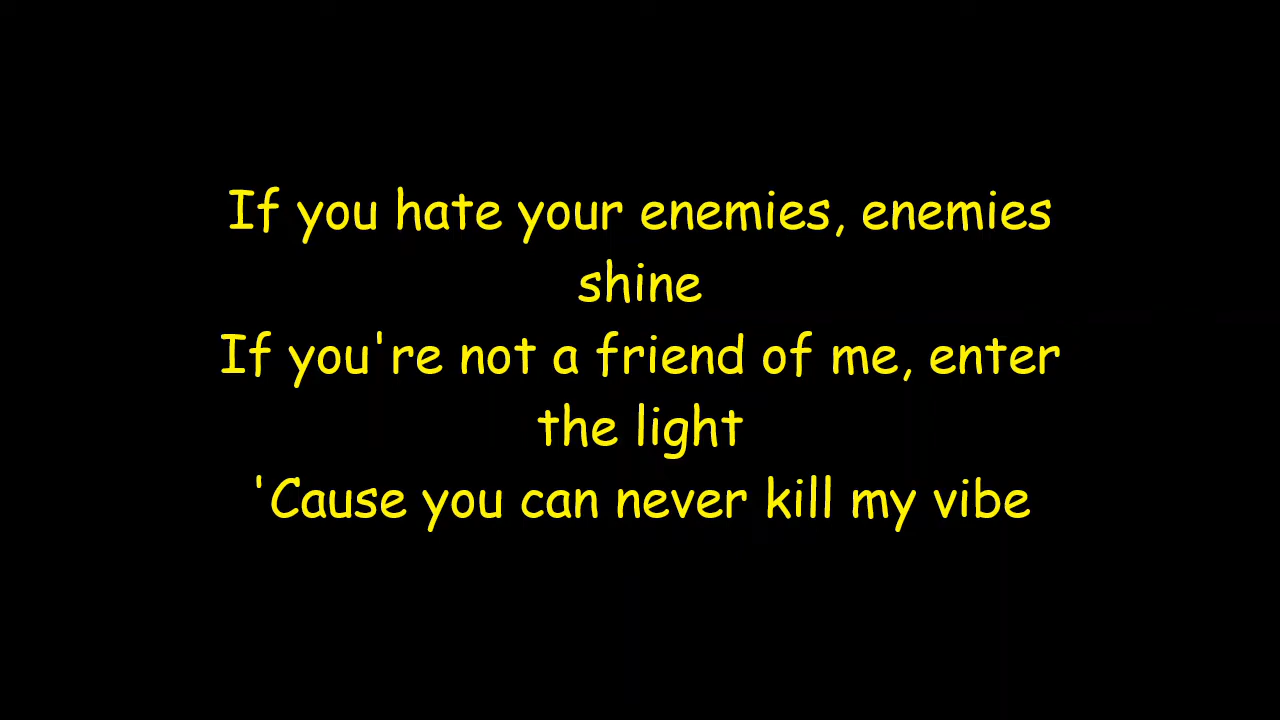 If you hate your enemies, enemies
shine
If you're not a friend of me, enter
the light
'Cause you can never kill my vibe